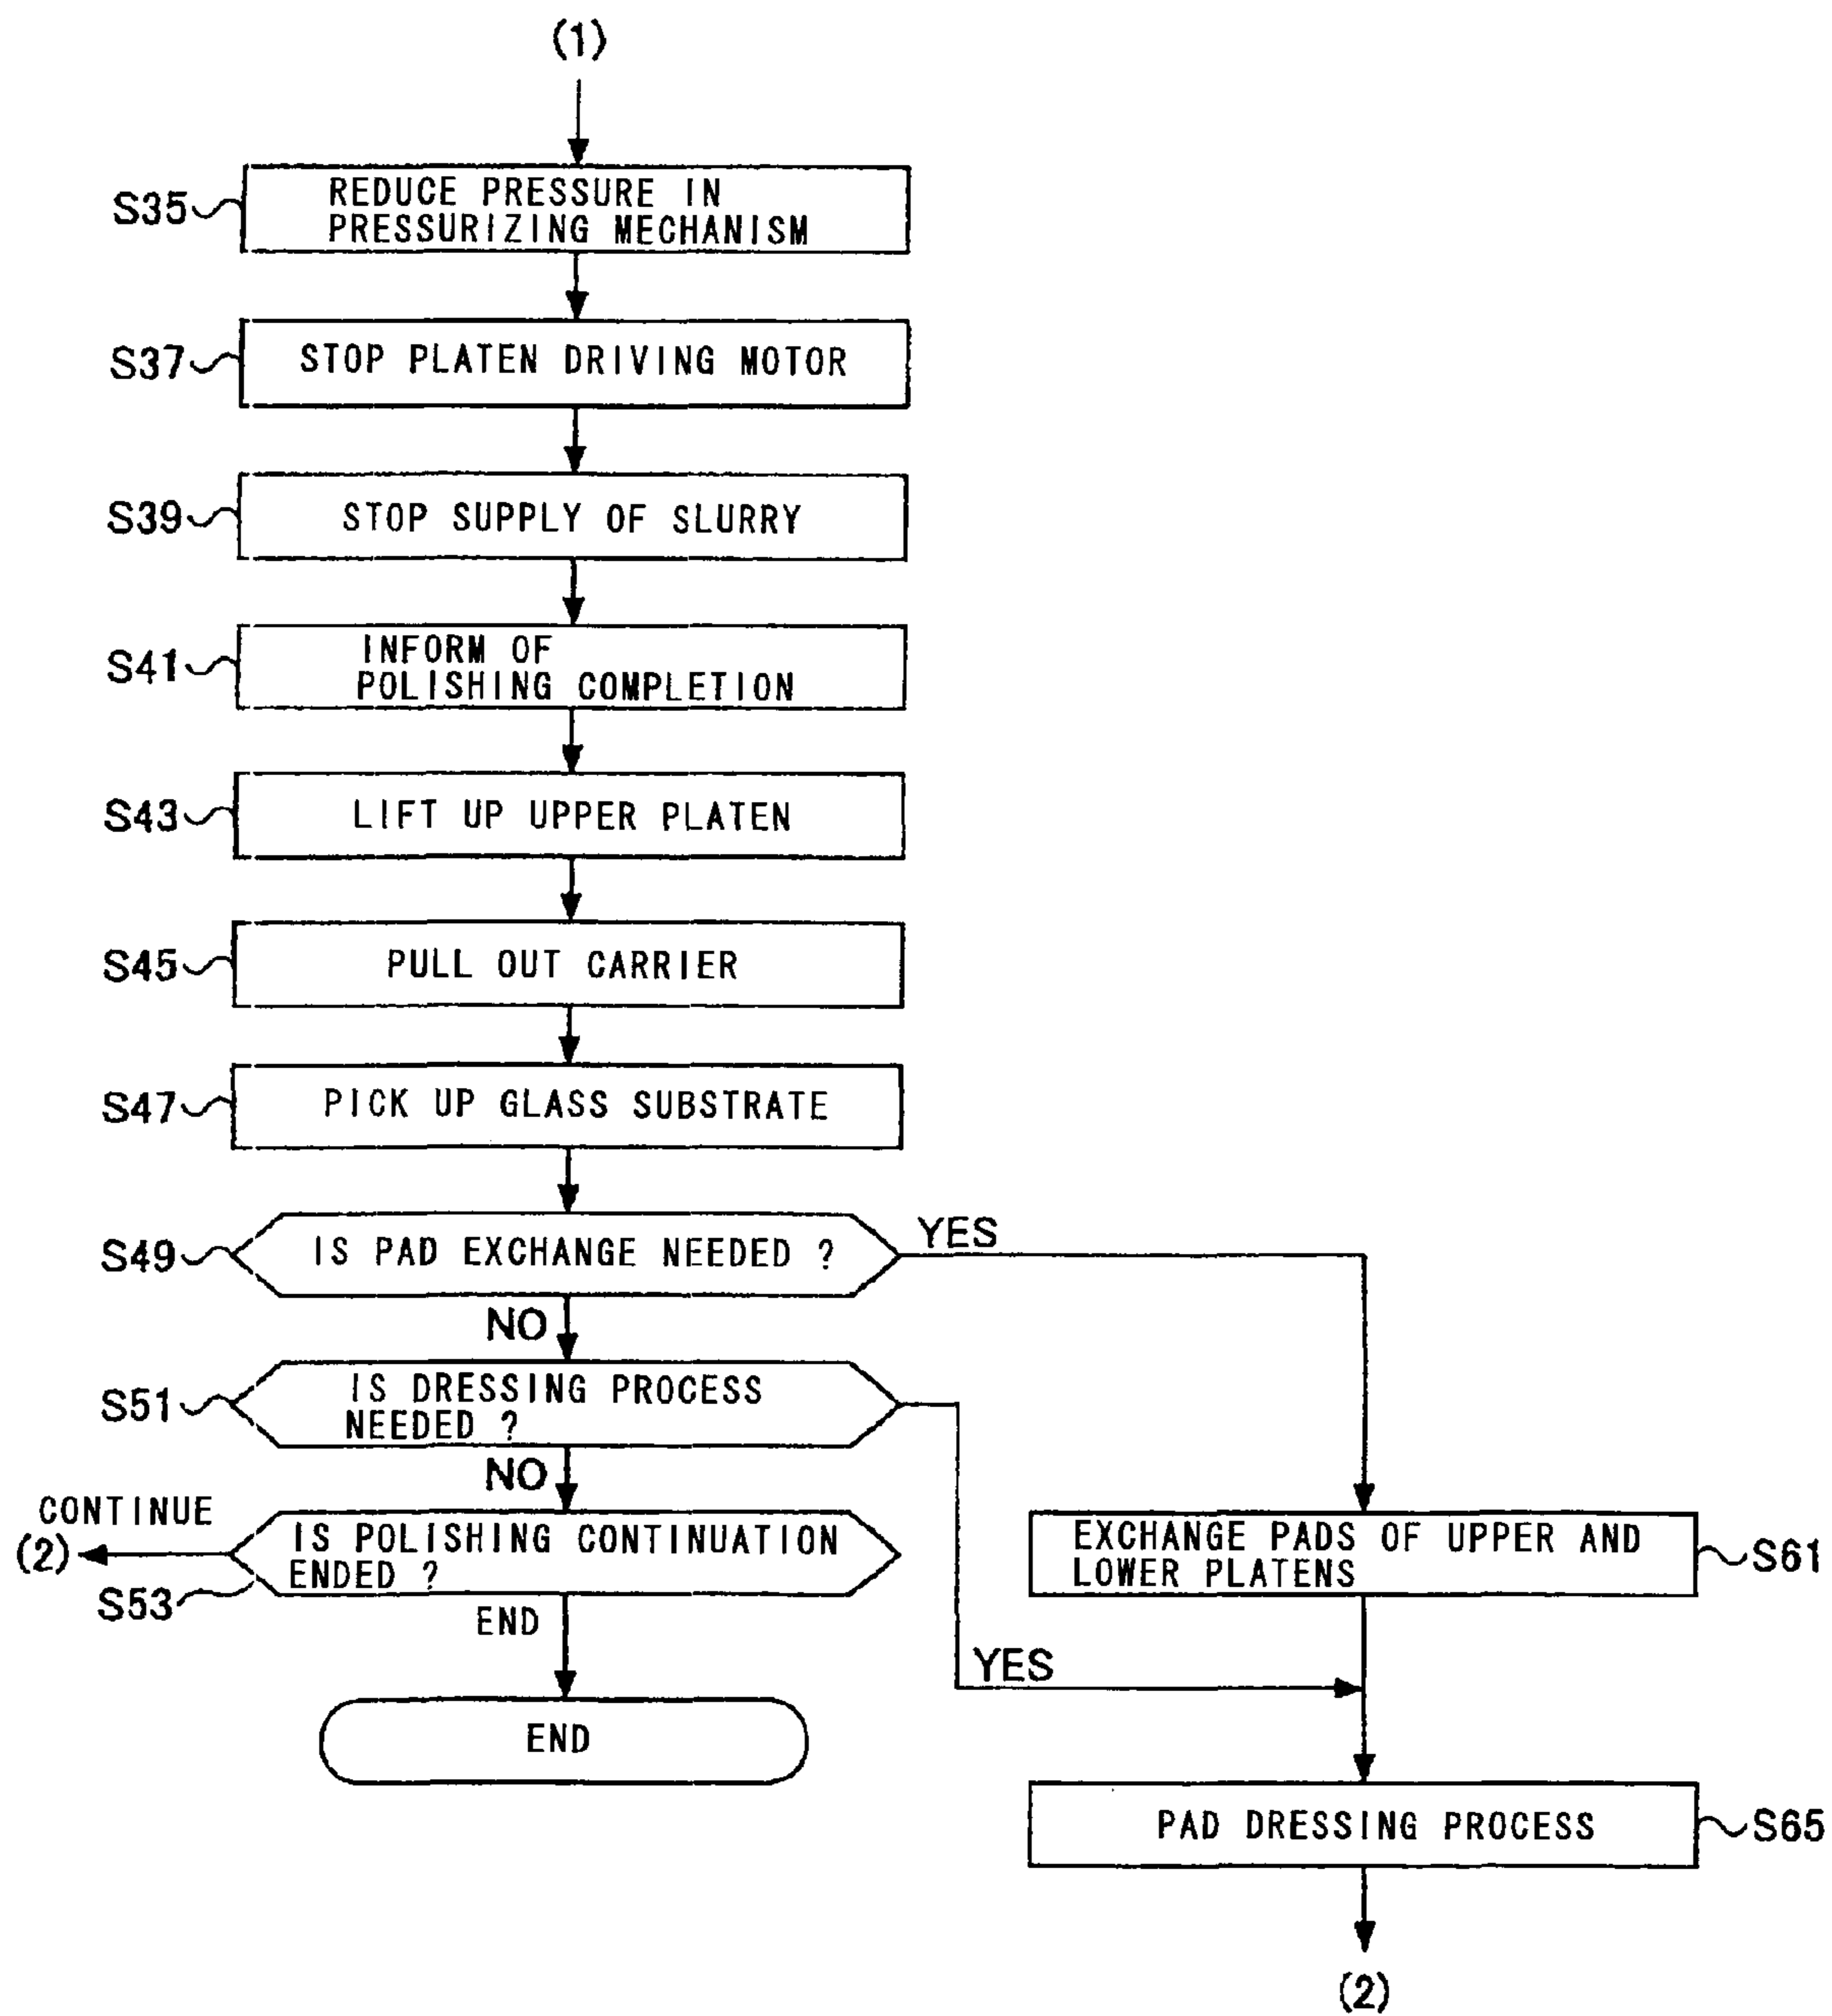 (1)
S35
REDUCE PRESSURE IN
PRESSURIZING MECHANISM
S37
STOP PLATEN DRIVING MOTOR
S39
STOP SUPPLY OF SLURRY
S41
INFORM OF
POLISHING COMPLETION
S43
LIFT UP UPPER PLATEN
S45
PULL OUT CARRIER
S47
PICK UP GLASS SUBSTRATE
S49
IS PAD EXCHANGE NEEDED ?
YES
NO
S51
IS DRESSING PROCESS
NEEDED ?
NO
CONTINUE
(2)
IS POLISHING CONTINUATION
ENDED ?
S53
END
END
YES
EXCHANGE PADS OF UPPER AND
LOWER PLATENS
S61
PAD DRESSING PROCESS
S65
(2)